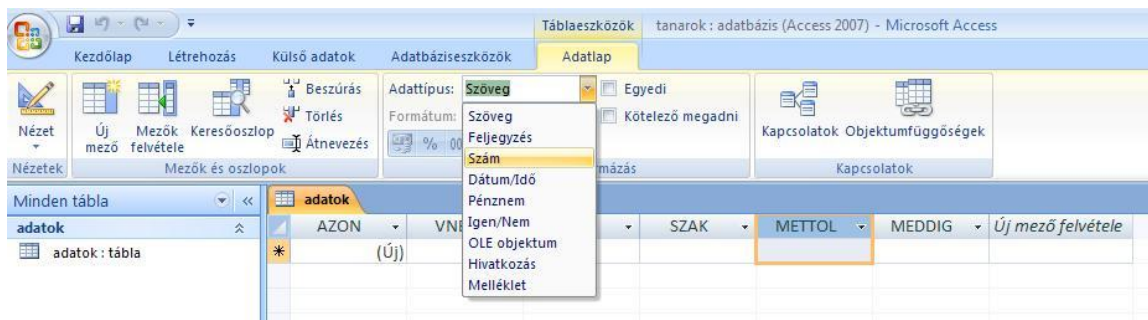 Táblaeszközök tanarok : adatbázis (Access 2007) - Microsoft Access
Kezdőlap Létrehozás Külső adatok Adatbáziseszközök Adatlap
Nézet
Új mező
Mezők felvétele
Keresőoszlop
Beszúrás
Törlés
Átnevezés
Adattípus: Szöveg
Formátum:
% 00
Egyedi
Kötelező megadni
Kapcsolatok Objektumfüggőségek
Nézetek Mezők és oszlopok Kapcsolatok
Szöveg
Feljegyzés
Szám
Dátum/Idő
Pénznem
Igen/Nem
OLE objektum
Hivatkozás
Melléklet
Minden tábla
adatok
adatok : tábla
adatok
AZON SZAK METTOL MEDDIG Új mező felvétele
(Új)